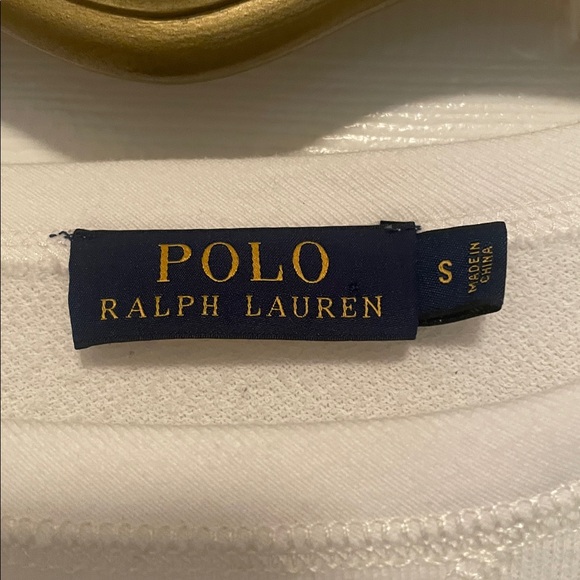 POLO
RALPH LAUREN
S
MADE IN
CHINA